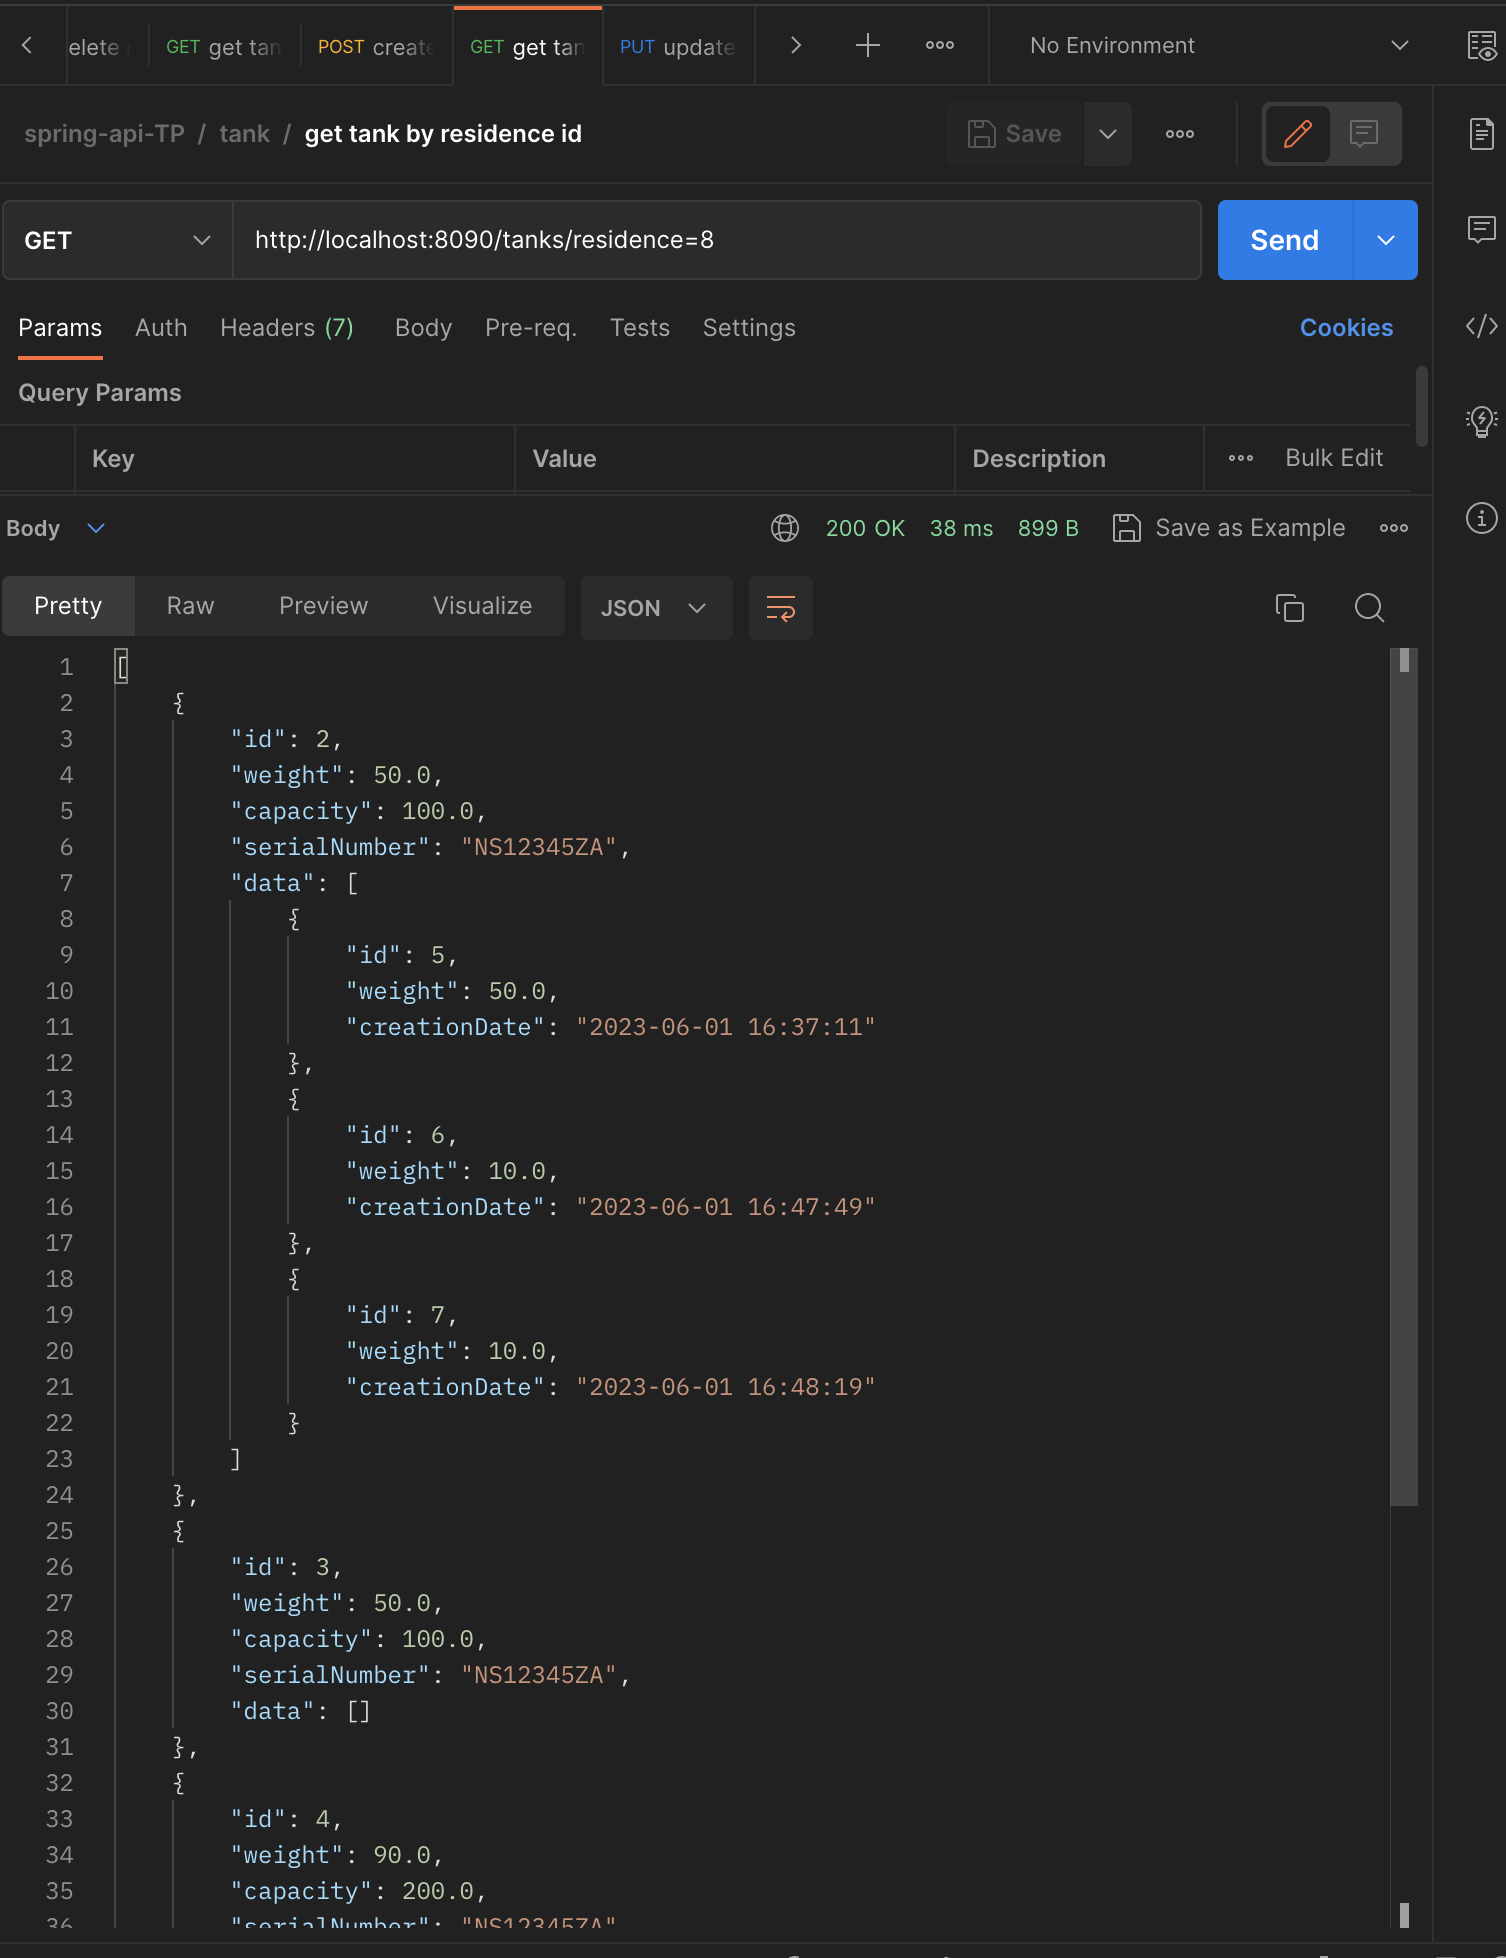 elete GET get tan POST create GET get tan PUT update No Environment
spring-api-TP / tank / get tank by residence id Save
GET http://localhost:8090/tanks/residence=8 Send
Params Auth Headers (7) Body Pre-req. Tests Settings Cookies
Query Params
Key Value Description Bulk Edit
Body 200 OK 38 ms 899 B Save as Example
Pretty Raw Preview Visualize JSON
1 [
2 {
3 "id": 2,
4 "weight": 50.0,
5 "capacity": 100.0,
6 "serialNumber": "NS12345ZA",
7 "data": [
8 {
9 "id": 5,
10 "weight": 50.0,
11 "creationDate": "2023-06-01 16:37:11"
12 },
13 {
14 "id": 6,
15 "weight": 10.0,
16 "creationDate": "2023-06-01 16:47:49"
17 },
18 {
19 "id": 7,
20 "weight": 10.0,
21 "creationDate": "2023-06-01 16:48:19"
22 }
23 ]
24 },
25 {
26 "id": 3,
27 "weight": 50.0,
28 "capacity": 100.0,
29 "serialNumber": "NS12345ZA",
30 "data": []
31 },
32 {
33 "id": 4,
34 "weight": 90.0,
35 "capacity": 200.0,
36 "serialNumber": "NS12345ZA"